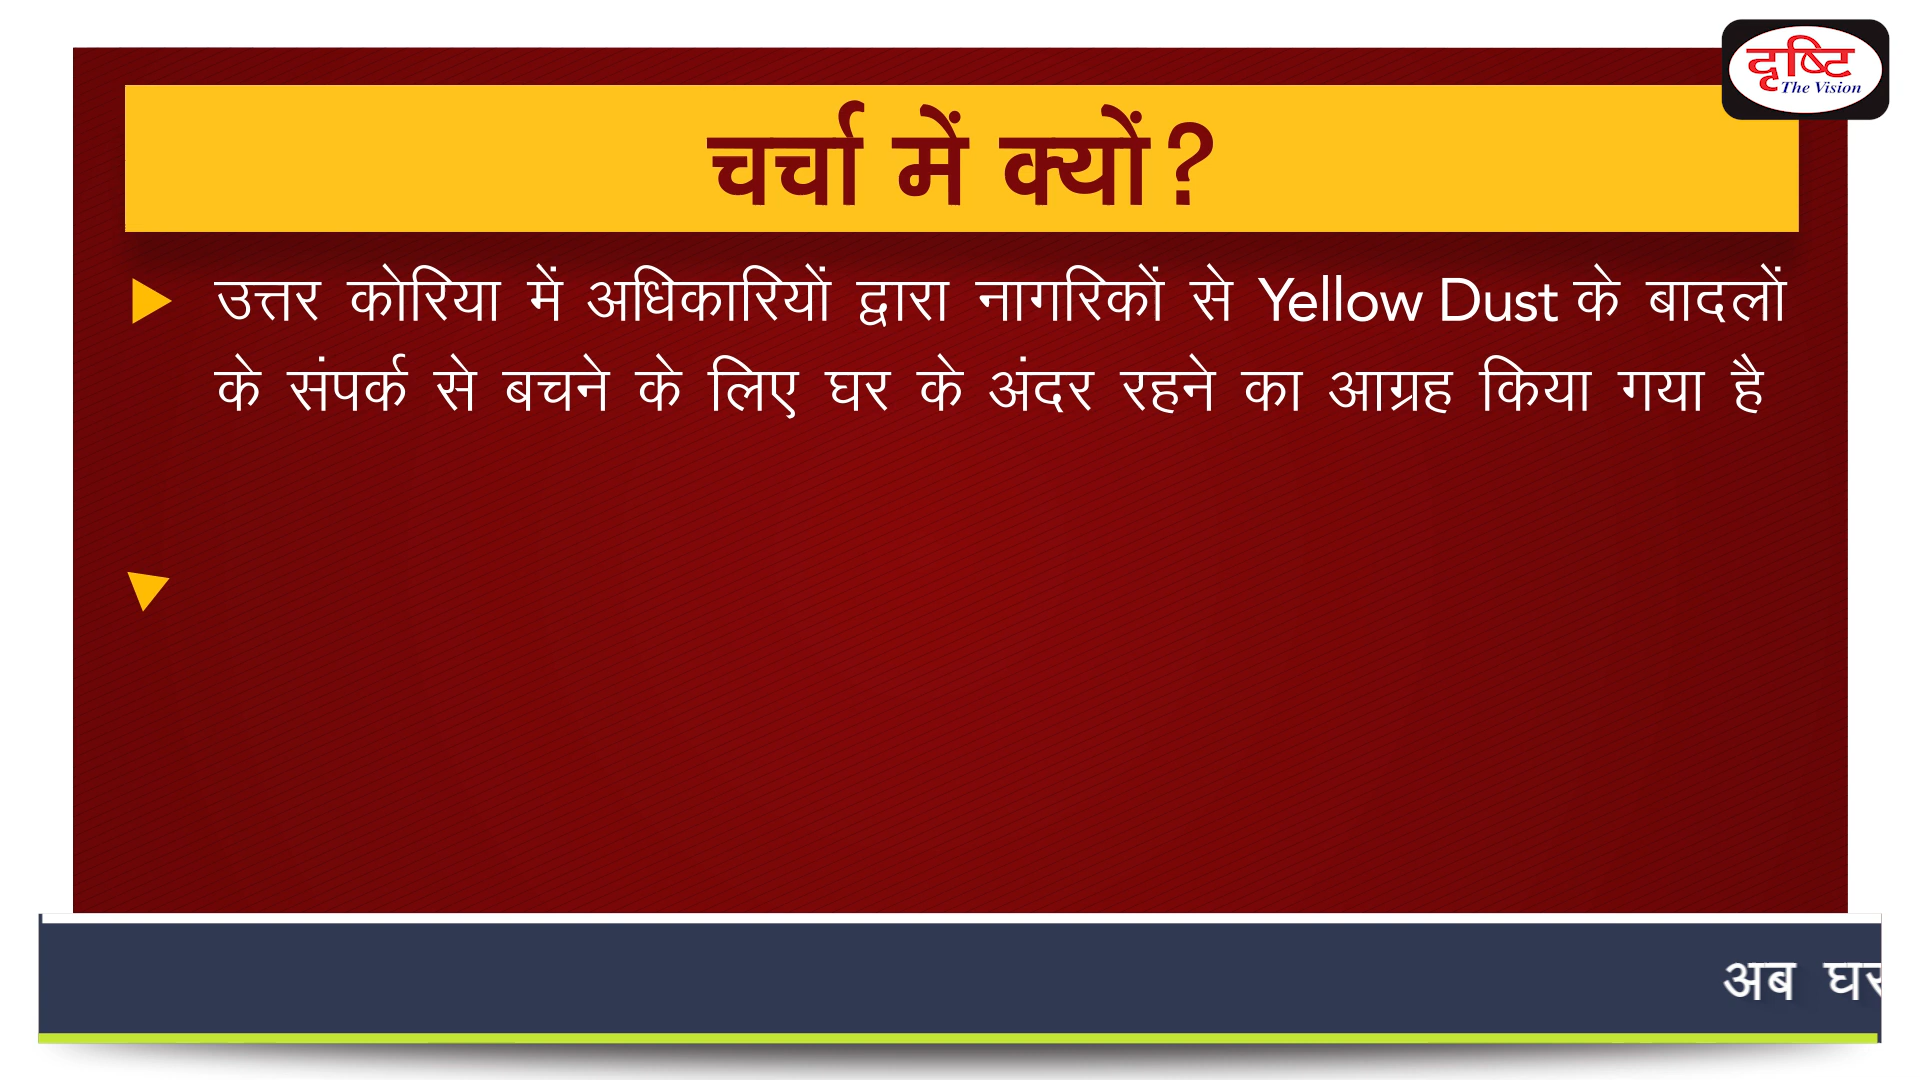 दृष्टि
The Vision
चर्चा में क्यों?
उत्तर कोरिया में अधिकारियों द्वारा नागरिकों से Yellow Dust के बादलों
के संपर्क से बचने के लिए घर के अंदर रहने का आग्रह किया गया है
अब